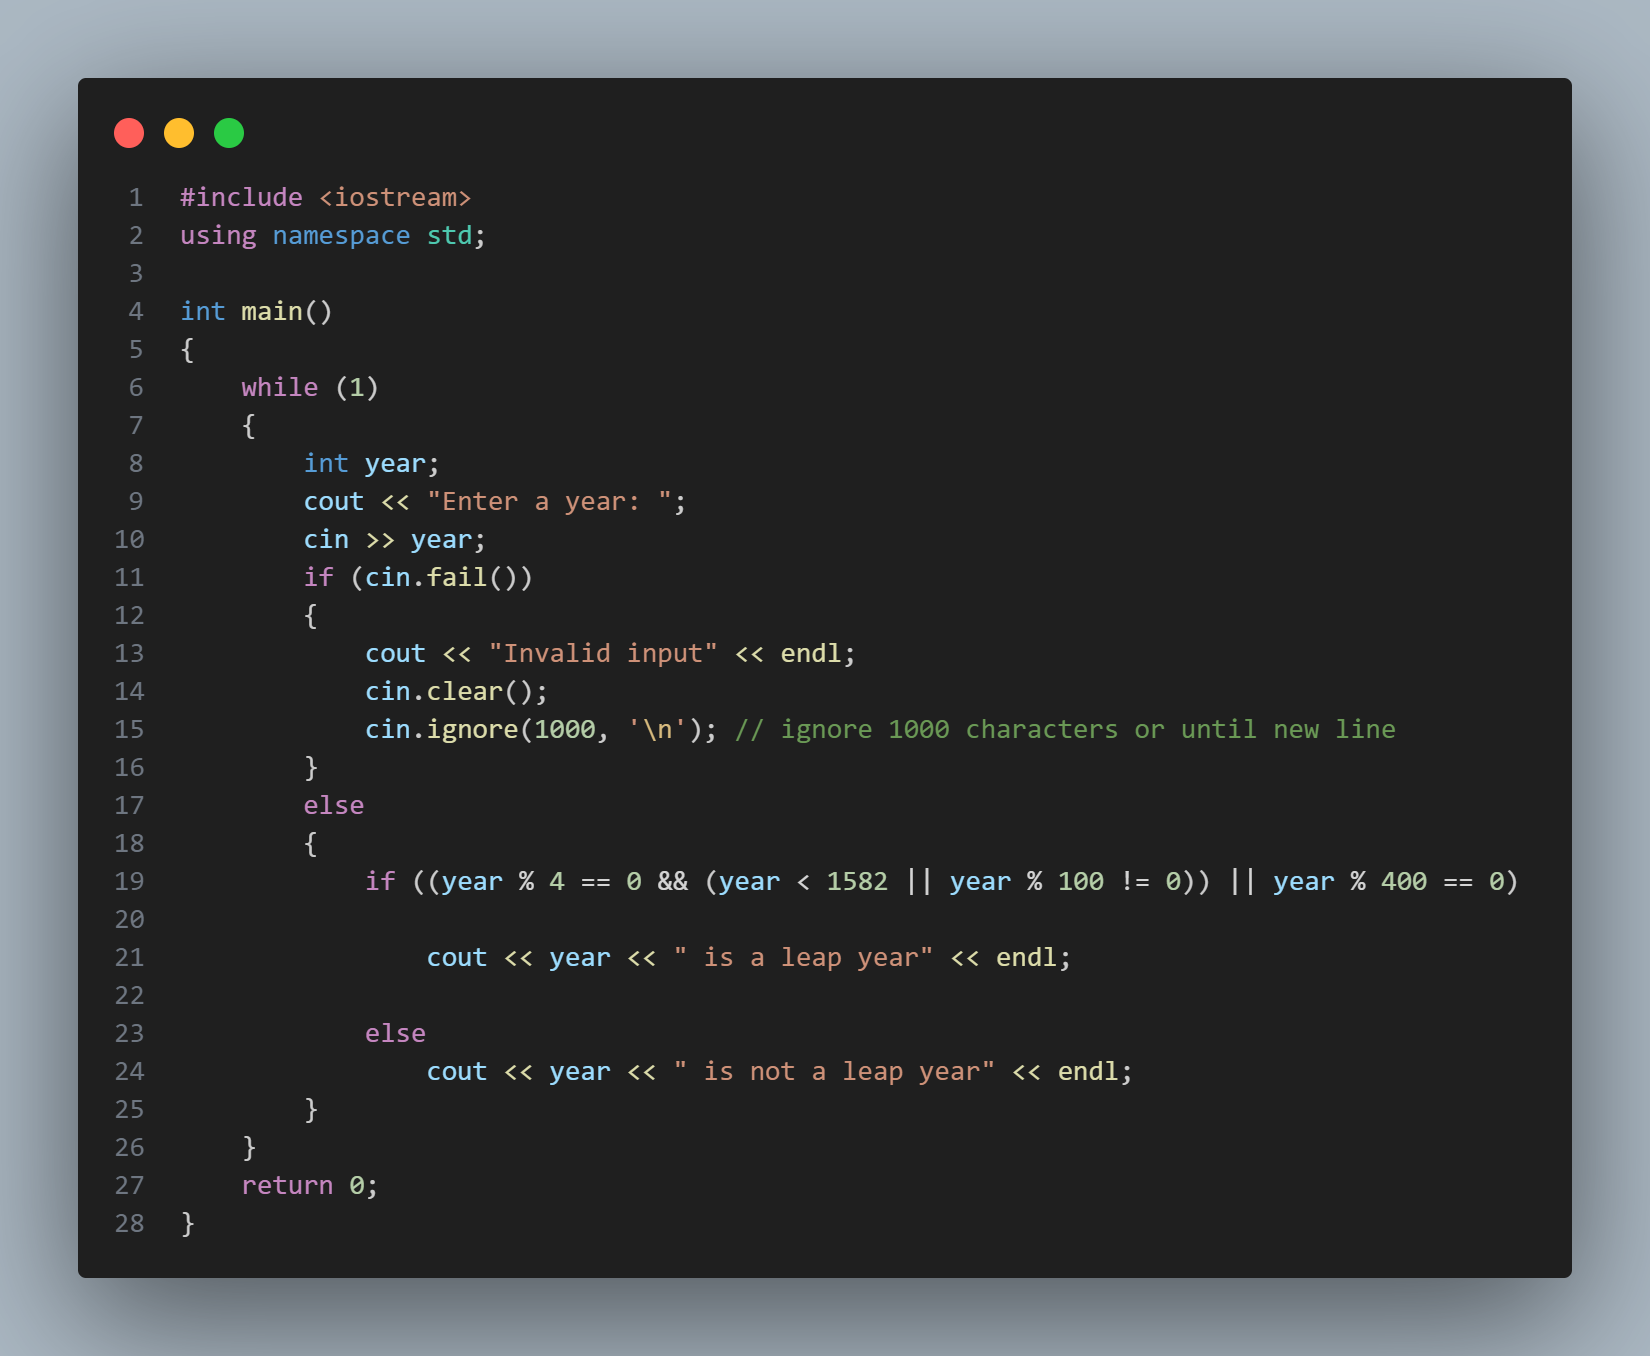 1 #include <iostream>
2 using namespace std;
3
4 int main()
5 {
6     while (1)
7     {
8         int year;
9         cout << "Enter a year: ";
10         cin >> year;
11         if (cin.fail())
12         {
13             cout << "Invalid input" << endl;
14             cin.clear();
15             cin.ignore(1000, '\n'); // ignore 1000 characters or until new line
16         }
17         else
18         {
19             if ((year % 4 == 0 && (year < 1582 || year % 100 != 0)) || year % 400 == 0)
20
21                 cout << year << " is a leap year" << endl;
22
23             else
24                 cout << year << " is not a leap year" << endl;
25         }
26     }
27     return 0;
28 }